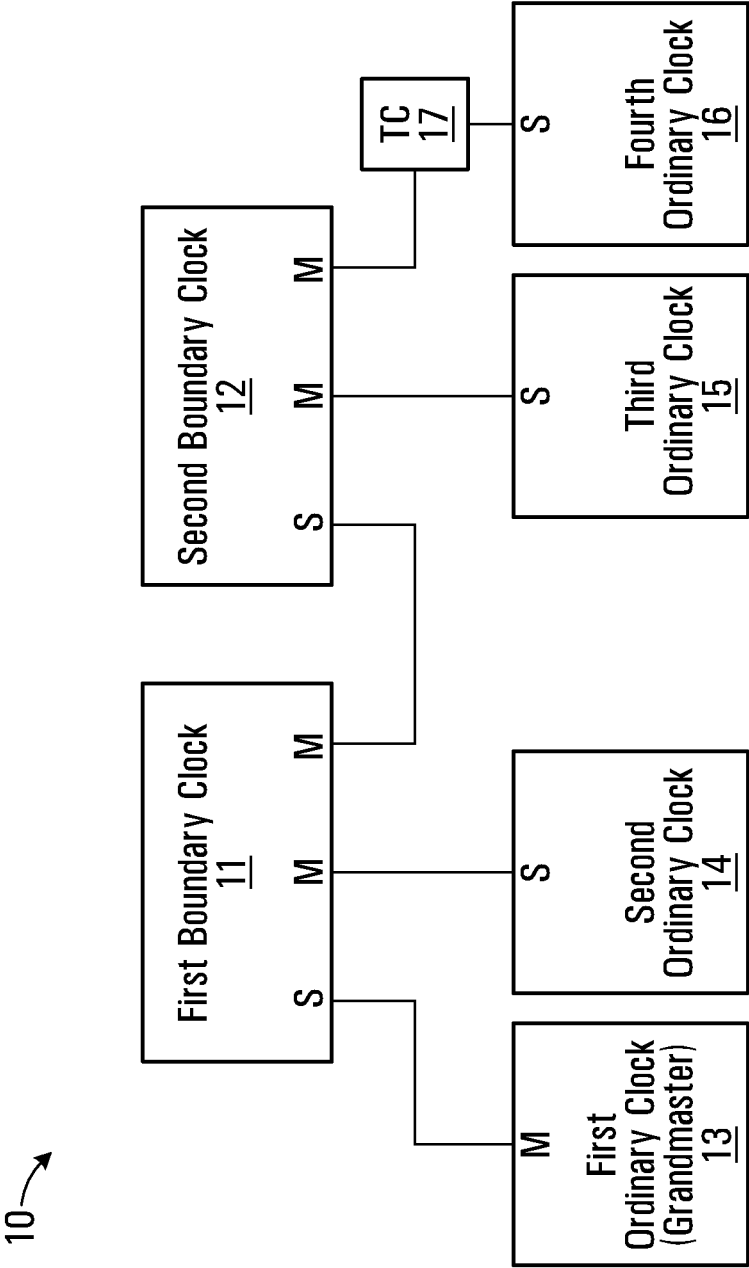 10
First Boundary Clock
11
S
M
M
Second Boundary Clock
12
S
M
M
TC
17
M
First
Ordinary Clock
(Grandmaster)
13
S
Second
Ordinary Clock
14
S
Third
Ordinary Clock
15
S
Fourth
Ordinary Clock
16